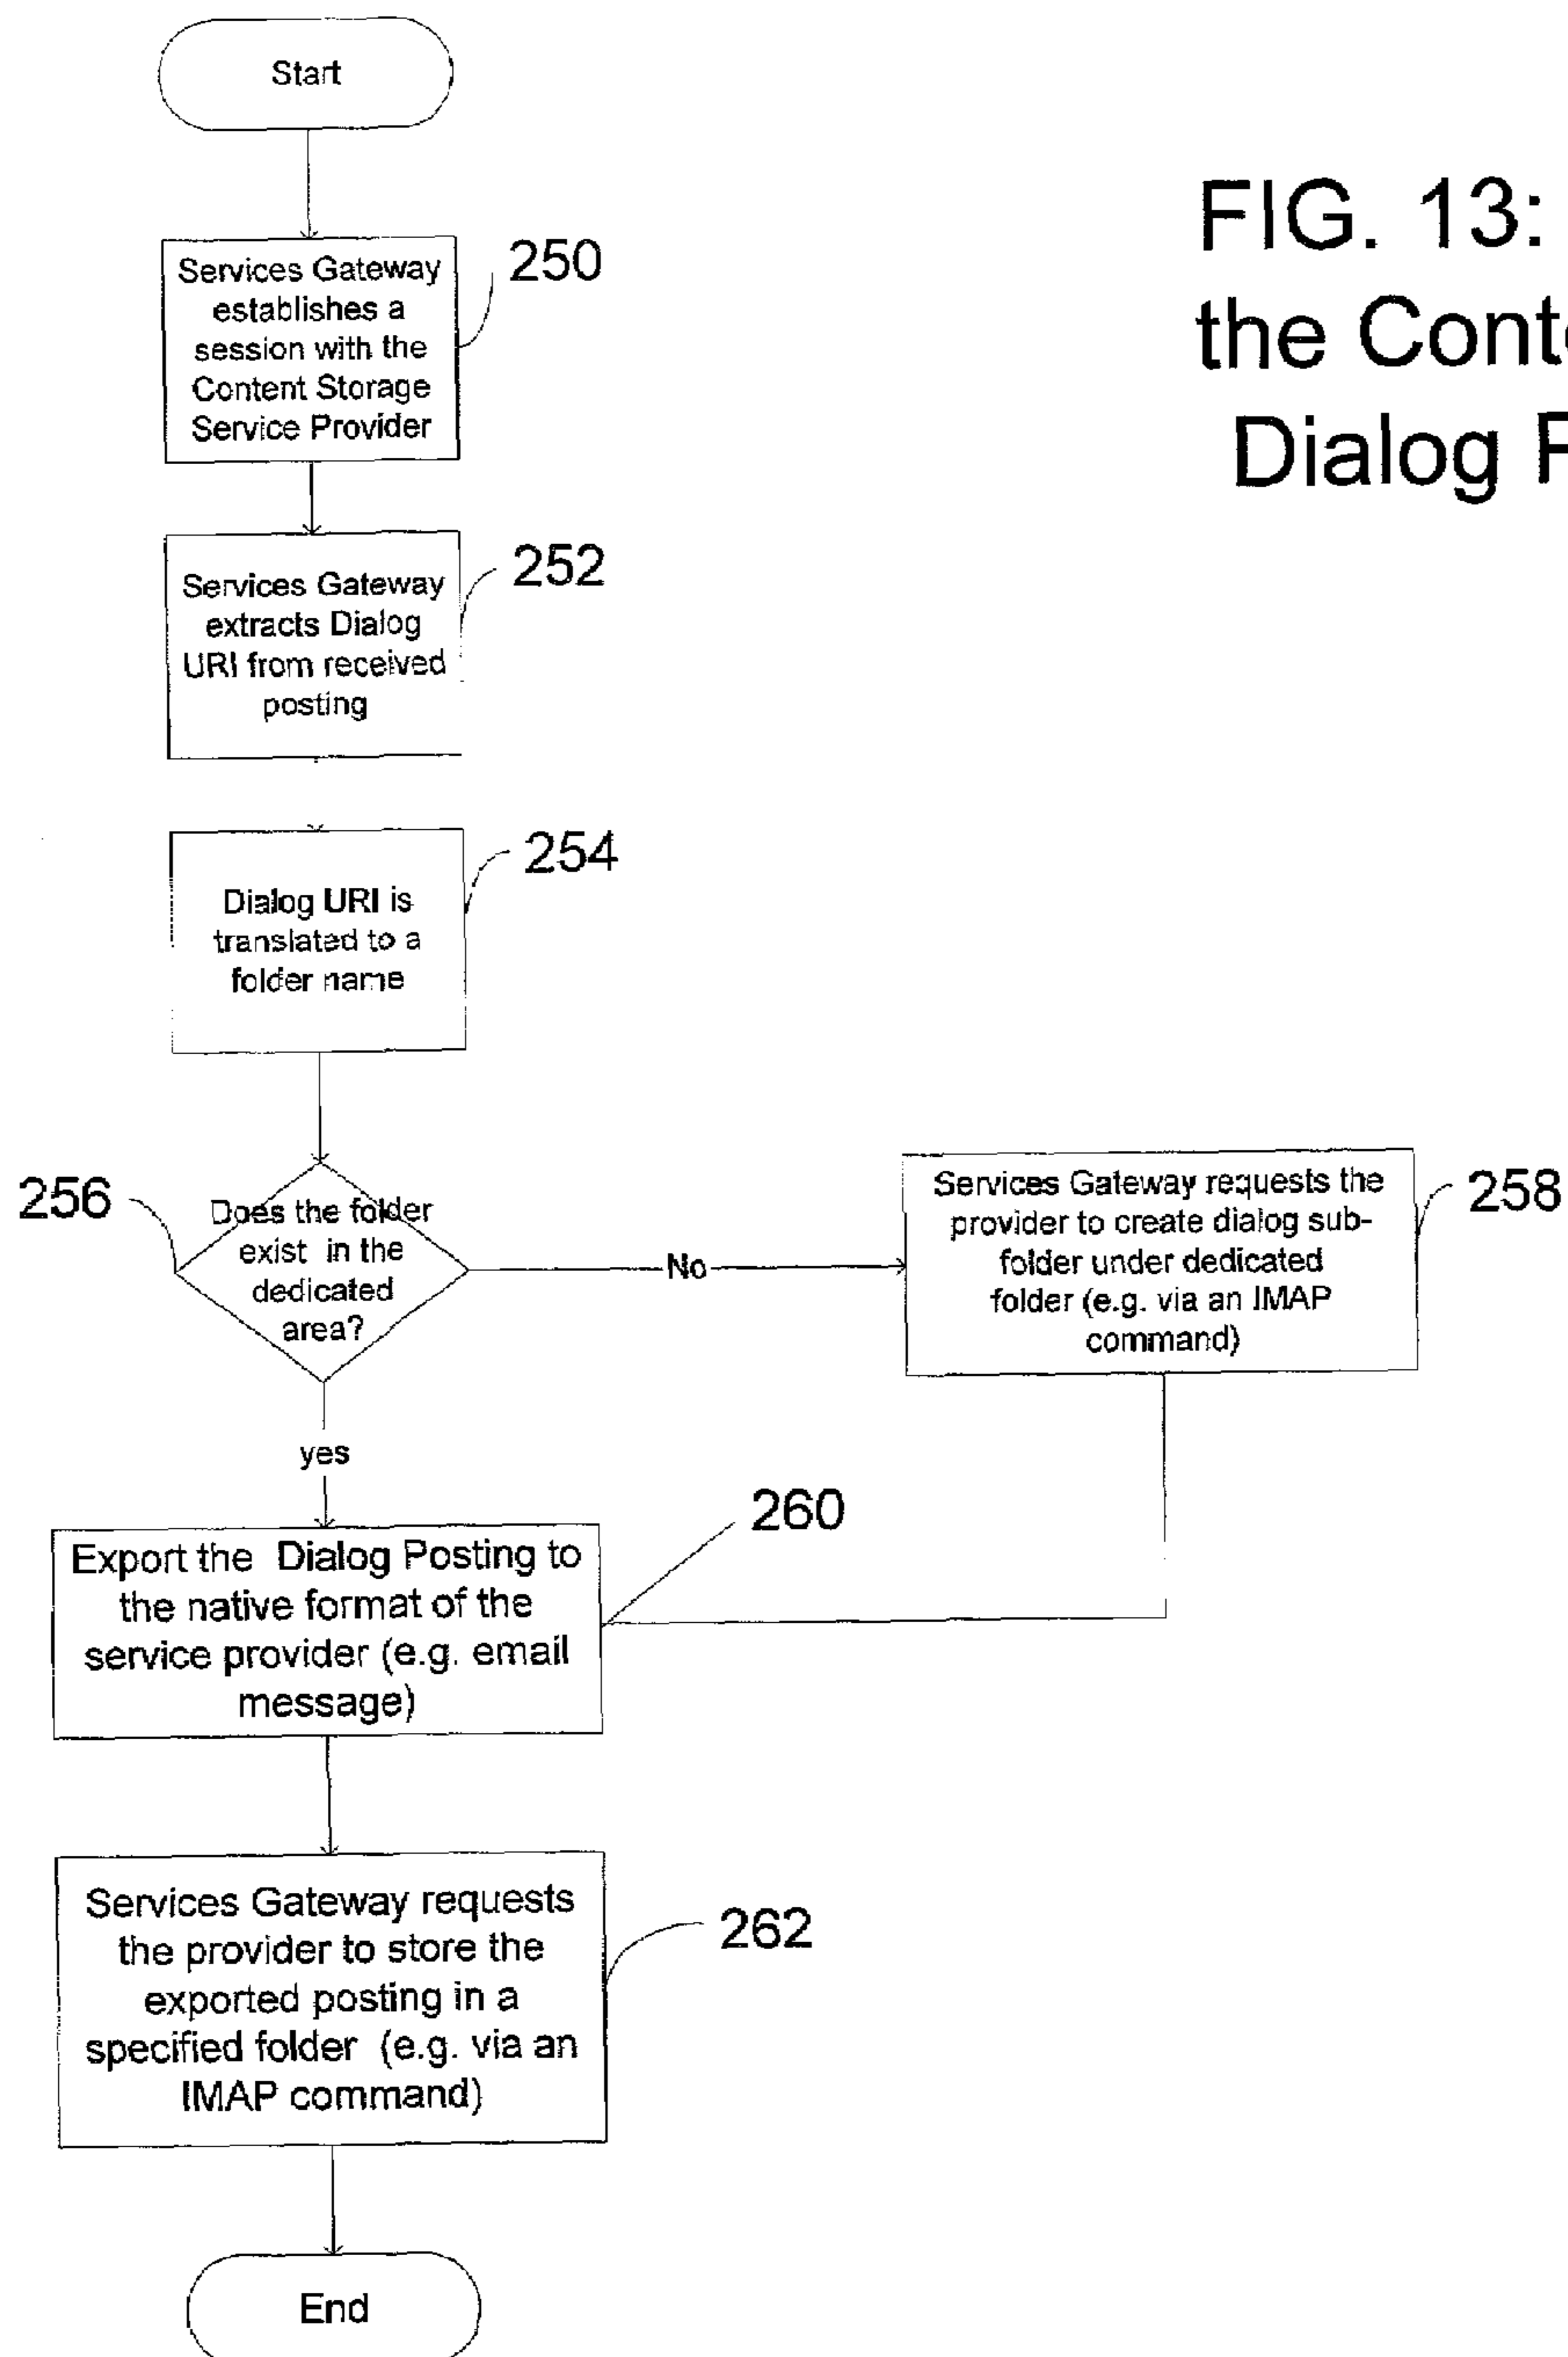 Start
FIG. 13:
the Conte
Dialog P
Services Gateway
establishes a
session with the
Content Storage
Service Provider
250
Services Gateway
extracts Dialog
URI from received
posting
252
Dialog URI is
translated to a
folder name
254
256
Does the folder
exist in the
dedicated
area?
No
Services Gateway requests the
provider to create dialog sub-
folder under dedicated
folder (e.g. via an IMAP
command)
258
yes
Export the Dialog Posting to
the native format of the
service provider (e.g. email
message)
260
Services Gateway requests
the provider to store the
exported posting in a
specified folder (e.g. via an
IMAP command)
262
End